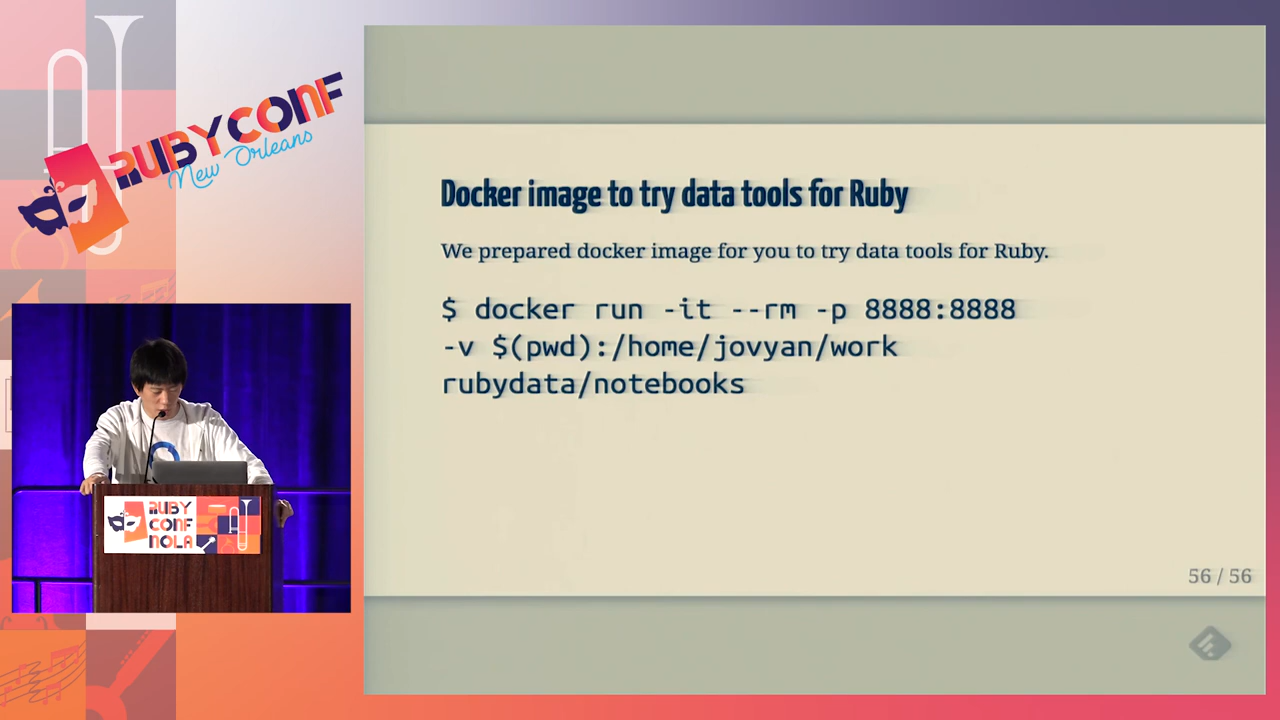 RUBYCONF
New Orleans
Docker image to try data tools for Ruby
We prepared docker image for you to try data tools for Ruby.
$ docker run -it --rm -p 8888:8888
-v $(pwd):/home/jovyan/work
rubydata/notebooks
56 / 56
RUBY
CONF
NOLA